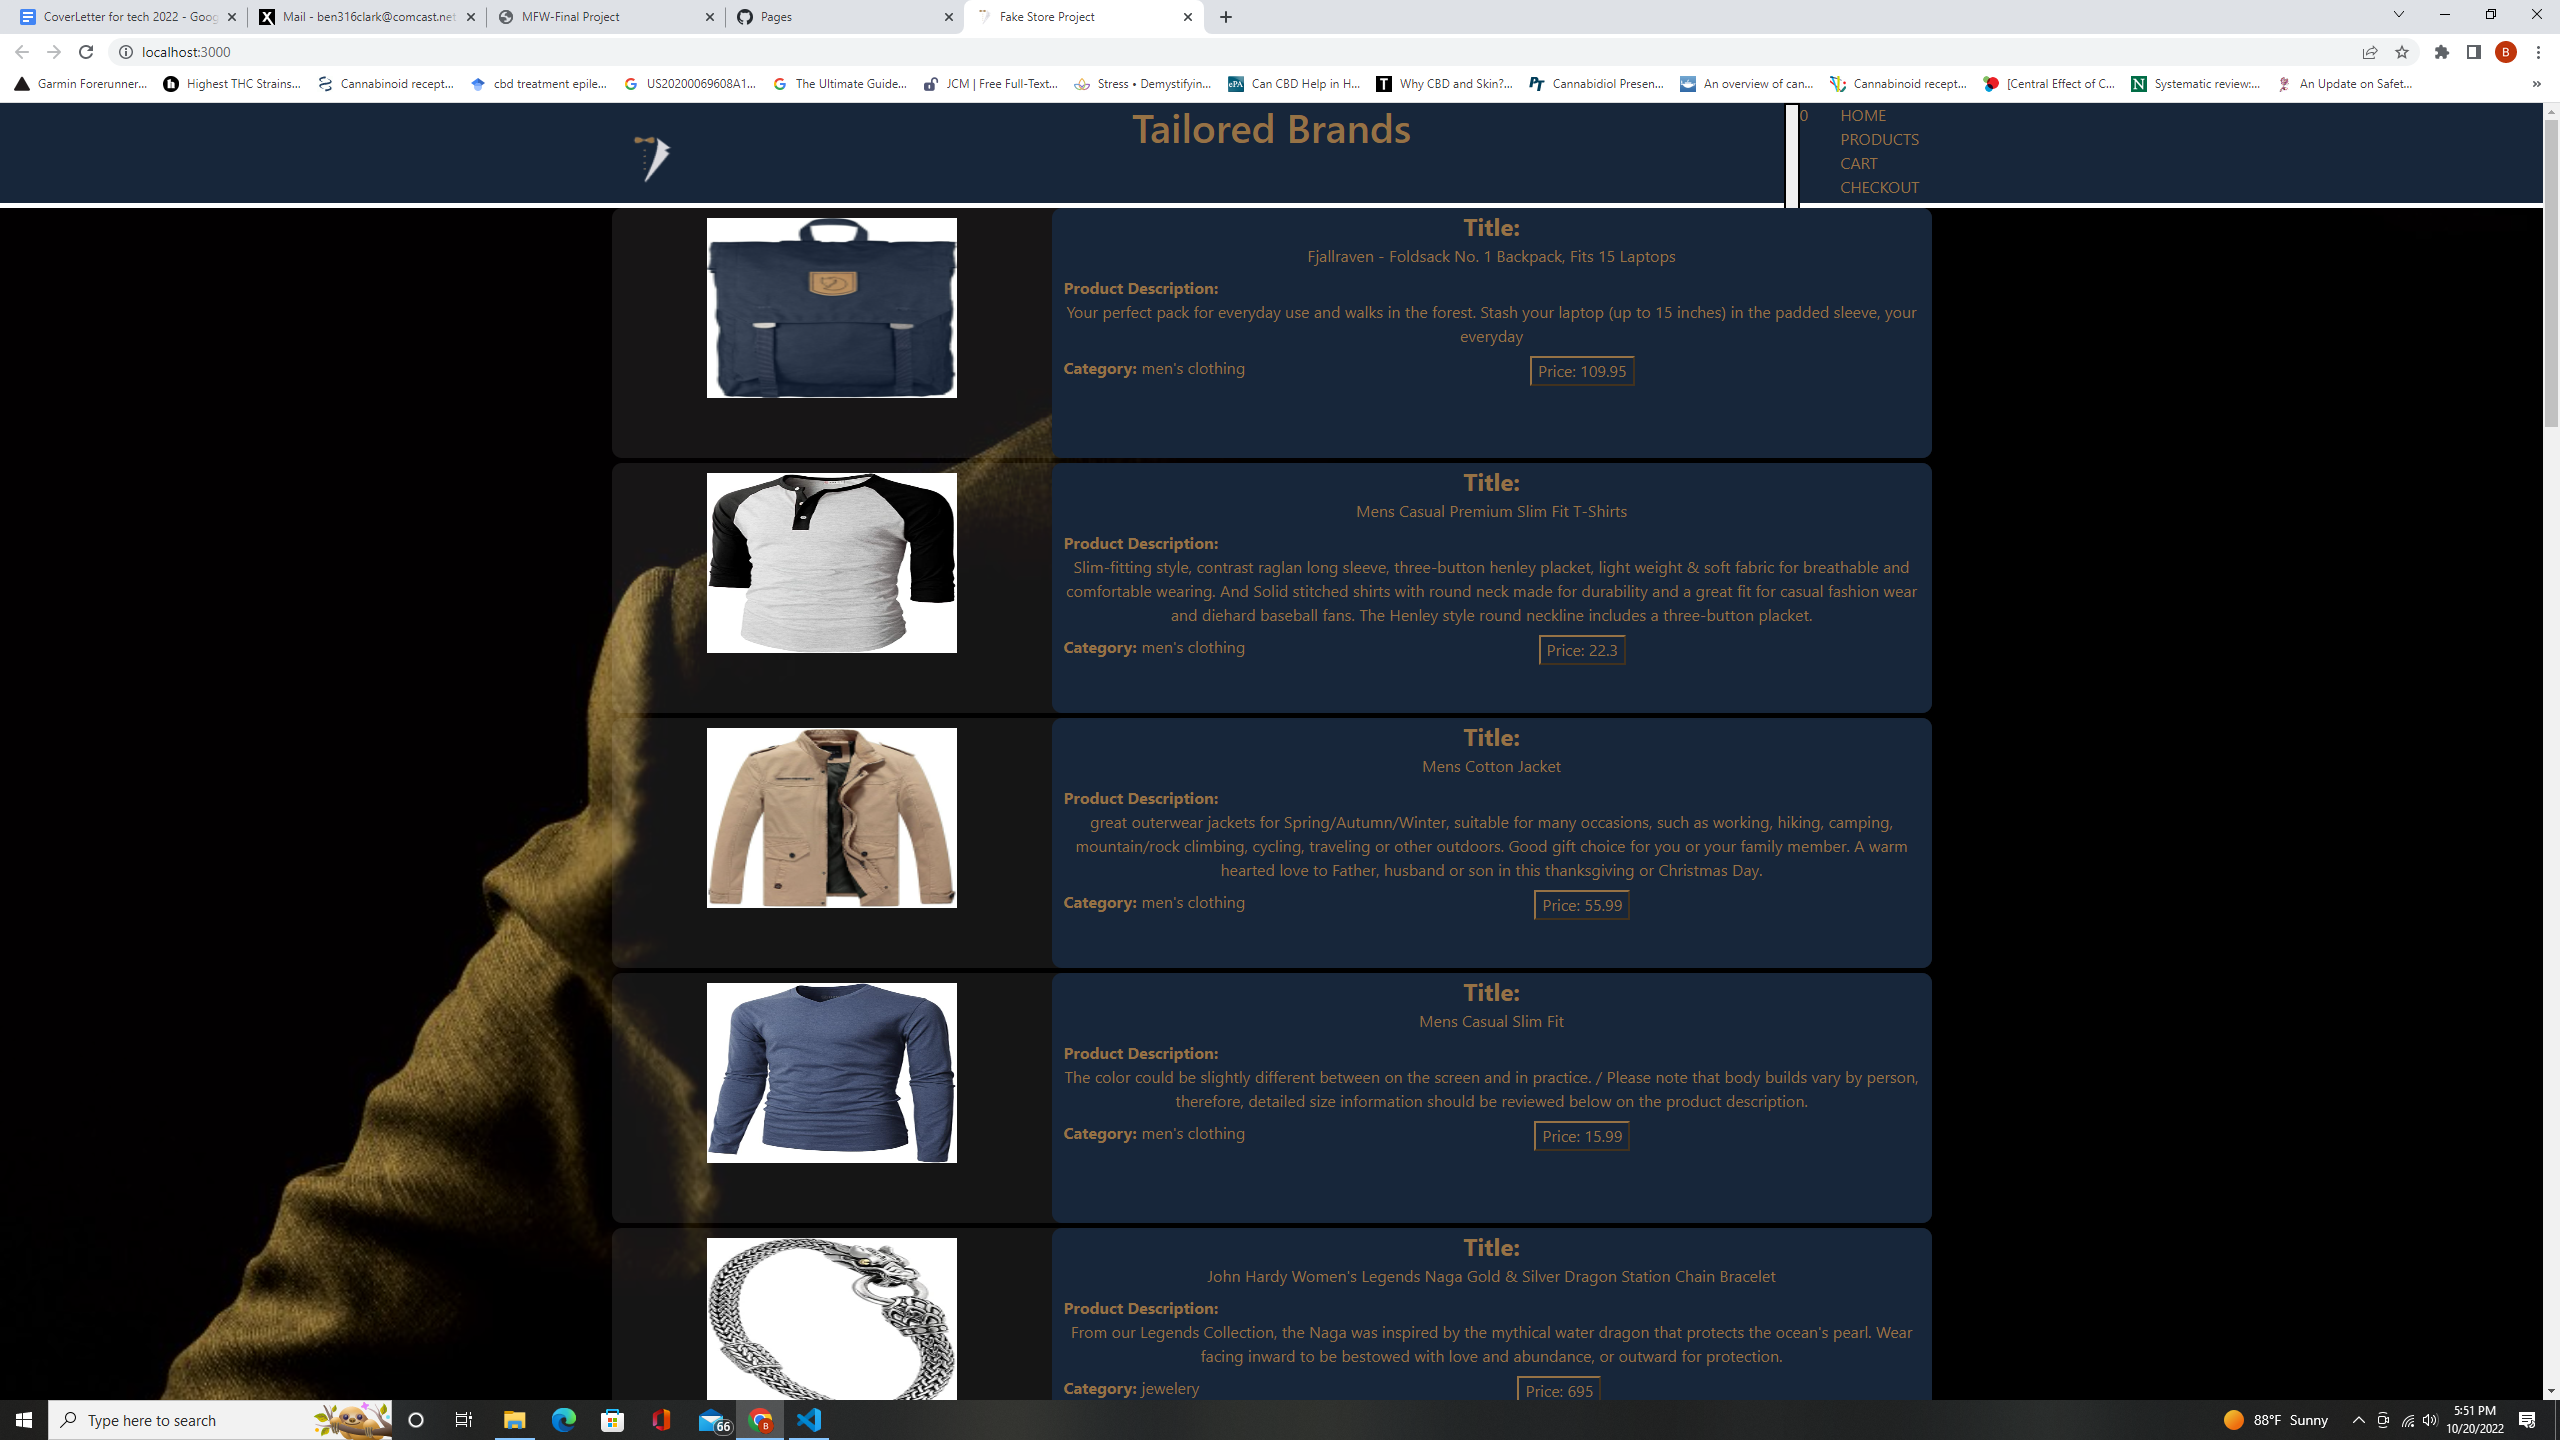 CoverLetter for tech 2022 - Goog
Mail - ben316clark@comcast.net
MFW-Final Project
Pages
Fake Store Project
localhost:3000
B
Garmin Forerunner...
Highest THC Strains...
Cannabinoid recept...
cbd treatment epile...
US20200069608A1...
The Ultimate Guide...
JCM | Free Full-Text...
Stress • Demystifyin...
Can CBD Help in H...
Why CBD and Skin?...
Cannabidiol Presen...
An overview of can...
Cannabinoid recept...
[Central Effect of C...
Systematic review:...
An Update on Safet...
»
Tailored Brands
0
HOME
PRODUCTS
CART
CHECKOUT
Title:
Fjallraven - Foldsack No. 1 Backpack, Fits 15 Laptops
Product Description:
Your perfect pack for everyday use and walks in the forest. Stash your laptop (up to 15 inches) in the padded sleeve, your
everyday
Category: men's clothing
Price: 109.95
Title:
Mens Casual Premium Slim Fit T-Shirts
Product Description:
Slim-fitting style, contrast raglan long sleeve, three-button henley placket, light weight & soft fabric for breathable and
comfortable wearing. And Solid stitched shirts with round neck made for durability and a great fit for casual fashion wear
and diehard baseball fans. The Henley style round neckline includes a three-button placket.
Category: men's clothing
Price: 22.3
Title:
Mens Cotton Jacket
Product Description:
great outerwear jackets for Spring/Autumn/Winter, suitable for many occasions, such as working, hiking, camping,
mountain/rock climbing, cycling, traveling or other outdoors. Good gift choice for you or your family member. A warm
hearted love to Father, husband or son in this thanksgiving or Christmas Day.
Category: men's clothing
Price: 55.99
Title:
Mens Casual Slim Fit
Product Description:
The color could be slightly different between on the screen and in practice. / Please note that body builds vary by person,
therefore, detailed size information should be reviewed below on the product description.
Category: men's clothing
Price: 15.99
Title:
John Hardy Women's Legends Naga Gold & Silver Dragon Station Chain Bracelet
Product Description:
From our Legends Collection, the Naga was inspired by the mythical water dragon that protects the ocean's pearl. Wear
facing inward to be bestowed with love and abundance, or outward for protection.
Category: jewelery
Price: 695
Type here to search
66
88°F Sunny
5:51 PM
10/20/2022